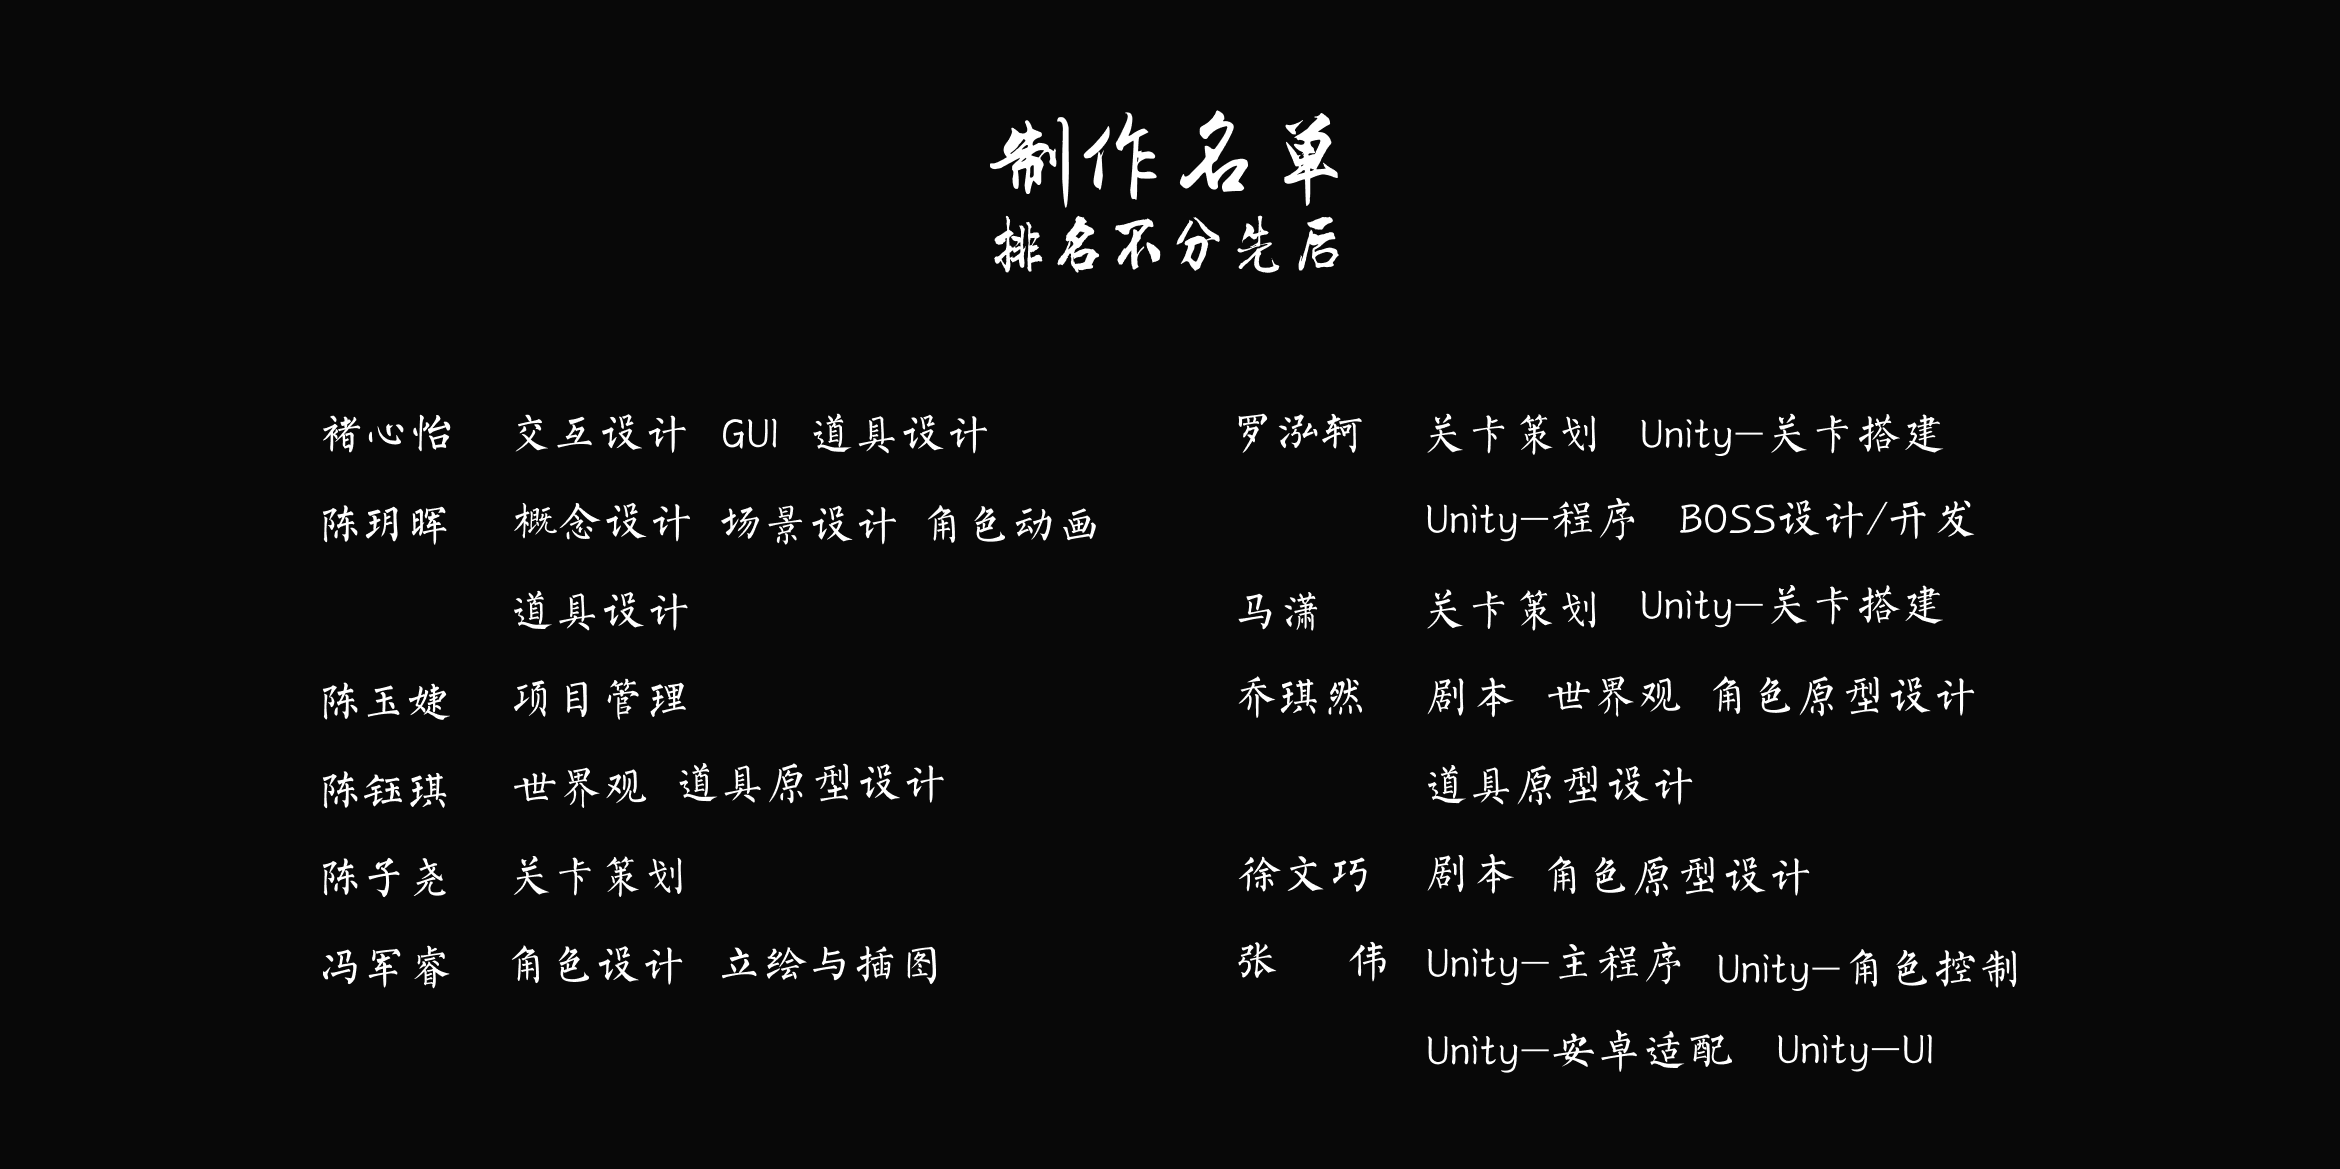 制作名单
排名不分先后
褚心怡 交互设计 GUI 道具设计
陈玥晖 概念设计 场景设计 角色动画
道具设计
陈玉婕 项目管理
陈钰琪 世界观 道具原型设计
陈子尧 关卡策划
冯军睿 角色设计 立绘与插图
罗泓轲 关卡策划 Unity—关卡搭建
Unity—程序 BOSS设计/开发
马潇 关卡策划 Unity—关卡搭建
乔琪然 剧本 世界观 角色原型设计
道具原型设计
徐文巧 剧本 角色原型设计
张 伟 Unity—主程序 Unity—角色控制
Unity—安卓适配 Unity—UI